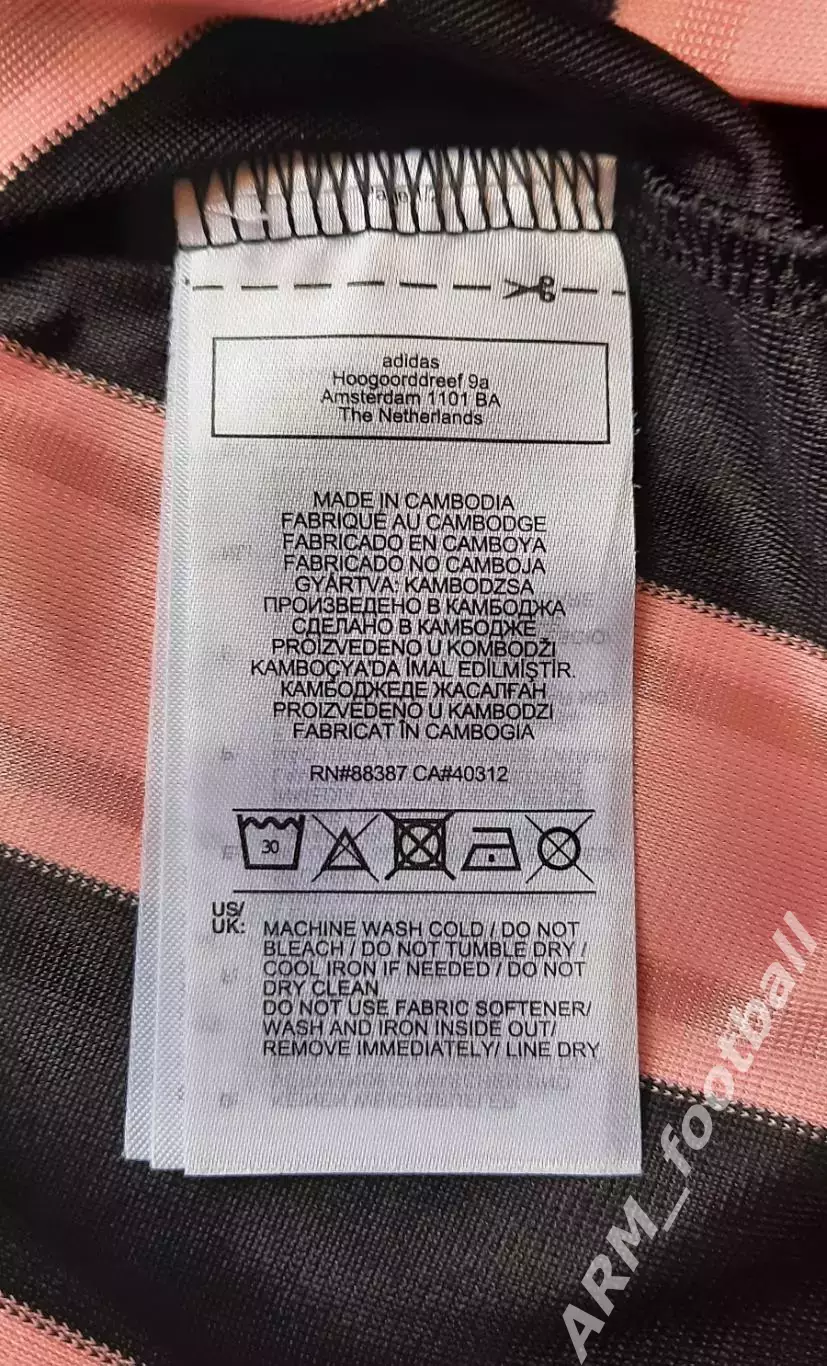 adidas
Hoogoorddreef 9a
Amsterdam 1101 BA
The Netherlands
MADE IN CAMBODIA
FABRIQUÉ AU CAMBODGE
FABRICADO EN CAMBOYA
FABRICADO NO CAMBOJA
GYÁRTVA: KAMBODZSA
ПРОИЗВЕДЕНО В КАМБОДЖА
СДЕЛАНО В КАМБОДЖЕ
PROIZVEDENO U KOMBODŽI
KAMBOÇYA'DA İMAL EDİLMİŞTİR.
КАМБОДЖЕДЕ ЖАСАЛҒАН
PROIZVEDENO U KAMBODZI
FABRICAT ÎN CAMBOGIA
RN#88387 CA#40312
30
US/
UK: MACHINE WASH COLD / DO NOT
BLEACH / DO NOT TUMBLE DRY /
COOL IRON IF NEEDED / DO NOT
DRY CLEAN
DO NOT USE FABRIC SOFTENER/
WASH AND IRON INSIDE OUT/
REMOVE IMMEDIATELY/ LINE DRY
ARM_football